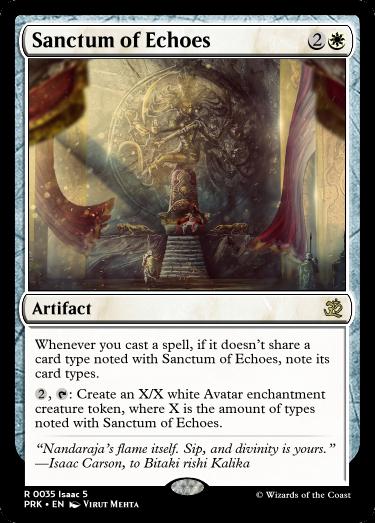 Sanctum of Echoes 2
Artifact
Whenever you cast a spell, if it doesn't share a
card type noted with Sanctum of Echoes, note its
card types.
2, : Create an X/X white Avatar enchantment
creature token, where X is the amount of types
noted with Sanctum of Echoes.
“Nandaraja's flame itself. Sip, and divinity is yours.”
—Isaac Carson, to Bitaki rishi Kalika
R 0035 Isaac 5
PRK • EN Virut Mehta
© Wizards of the Coast